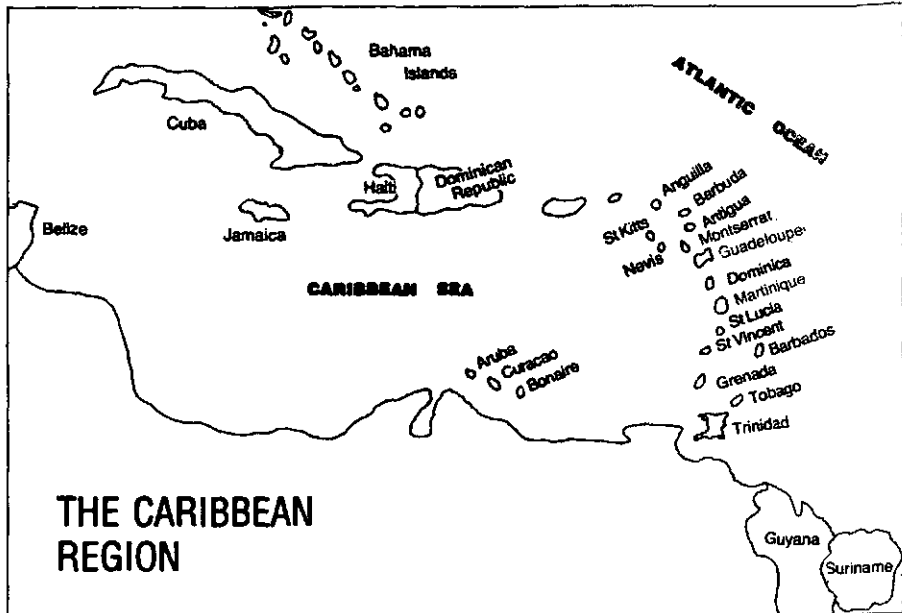 Bahama
Islands
ATLANTIC OCEAN
Cuba
Haiti
Dominican
Republic
Anguilla
Barbuda
Antigua
St Kitts
Montserrat
Nevis
Guadeloupe
Belize
Jamaica
CARIBBEAN SEA
Dominica
Martinique
St Lucia
St Vincent
Barbados
Aruba
Curacao
Bonaire
Grenada
Tobago
Trinidad
THE CARIBBEAN
REGION
Guyana
Suriname